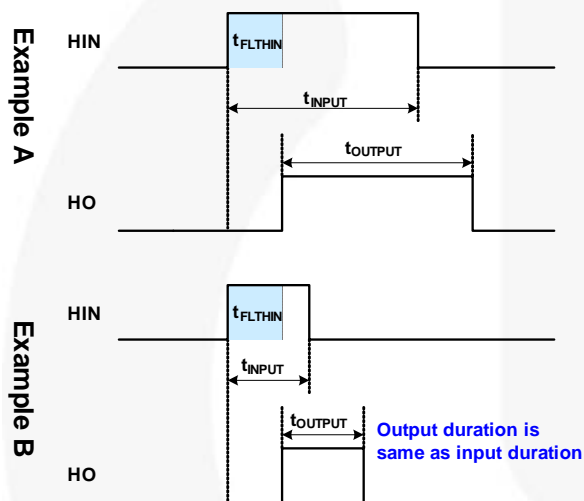 Example A
HIN
tFLTHIN
tINPUT
tOUTPUT
HO
Example B
HIN
tFLTHIN
tINPUT
tOUTPUT
Output duration is
same as input duration
HO